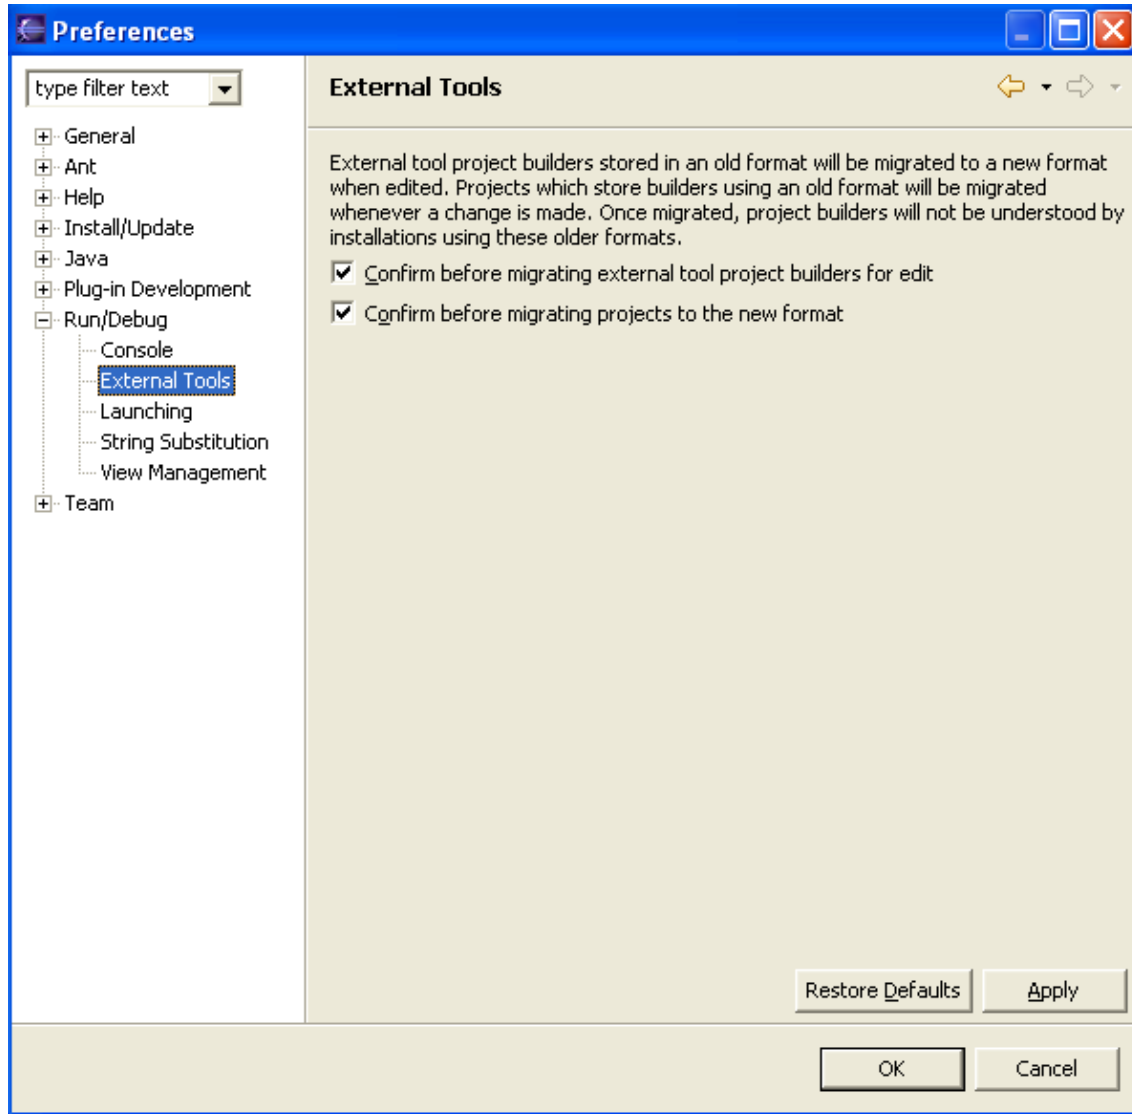 Preferences
type filter text
General
Ant
Help
Install/Update
Java
Plug-in Development
Run/Debug
Console
External Tools
Launching
String Substitution
View Management
Team
External Tools
External tool project builders stored in an old format will be migrated to a new format
when edited. Projects which store builders using an old format will be migrated
whenever a change is made. Once migrated, project builders will not be understood by
installations using these older formats.
Confirm before migrating external tool project builders for edit
Confirm before migrating projects to the new format
Restore Defaults
Apply
OK
Cancel